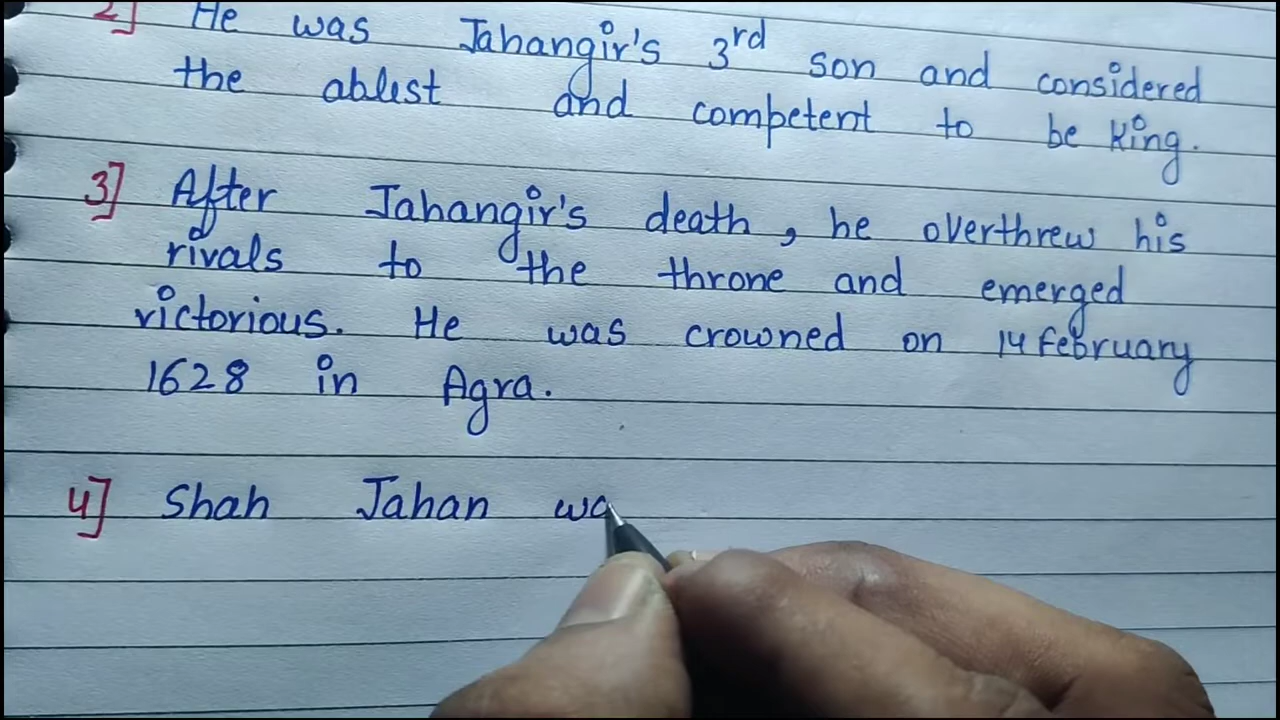 2] He was Jahangir's 3rd son and considered
the ablest and competent to be king.
3] After Jahangir's death, he overthrew his
rivals to the throne and emerged
victorious. He was crowned on 14 February
1628 in Agra.
4] Shah Jahan wa